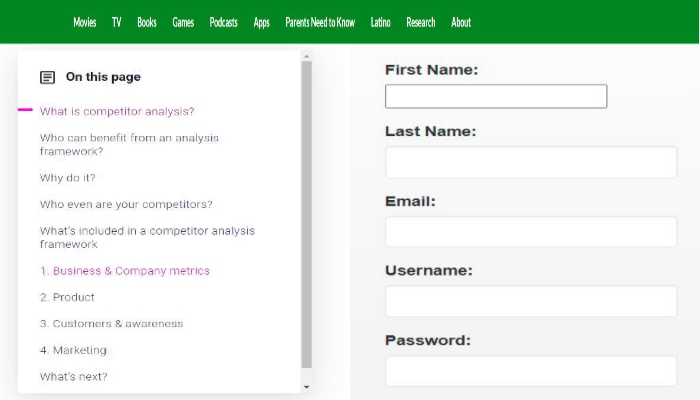 Movies TV Books Games Podcasts Apps Parents Need to Know Latino Research About
On this page
What is competitor analysis?
Who can benefit from an analysis
framework?
Why do it?
Who even are your competitors?
What's included in a competitor analysis
framework
1. Business & Company metrics
2. Product
3. Customers & awareness
4. Marketing
What's next?
First Name:
Last Name:
Email:
Username:
Password: